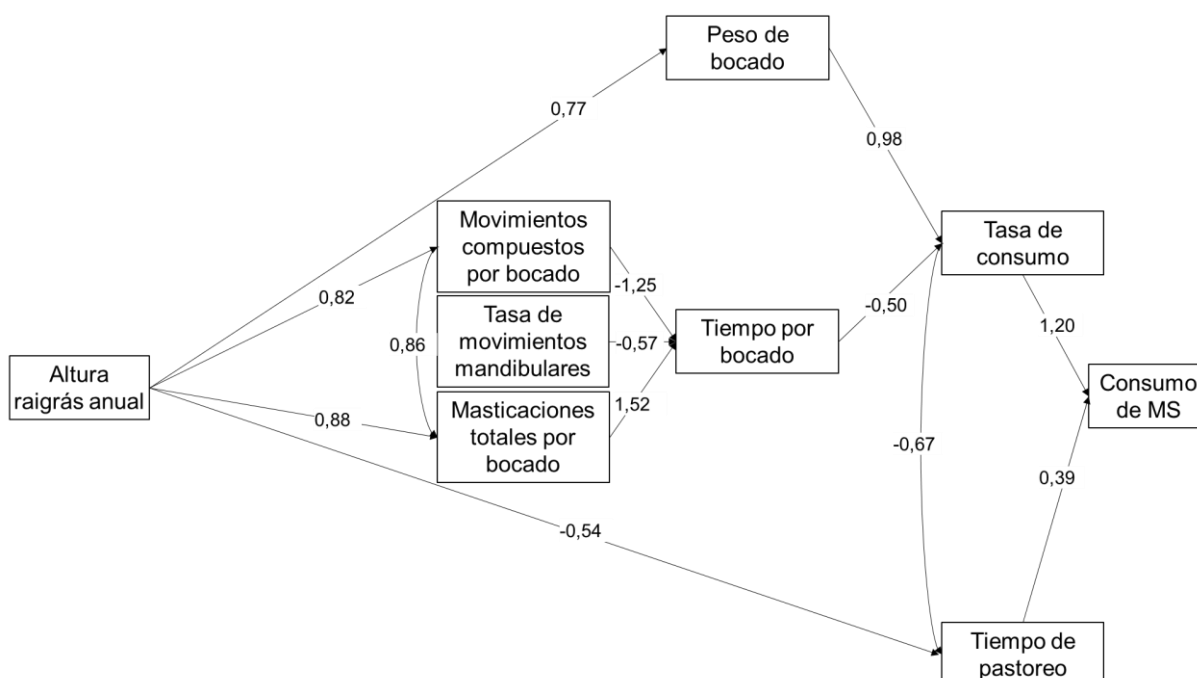 Peso de
bocado
0,77
0,98
Movimientos
compuestos
por bocado
Tasa de
consumo
-1,25
0,82
Tasa de
movimientos
mandibulares
-0,57
Tiempo por
bocado
-0,50
1,20
0,86
Altura
raigrás anual
Consumo
de MS
0,88
Masticaciones
totales por
bocado
1,52
-0,67
0,39
-0,54
Tiempo de
pastoreo